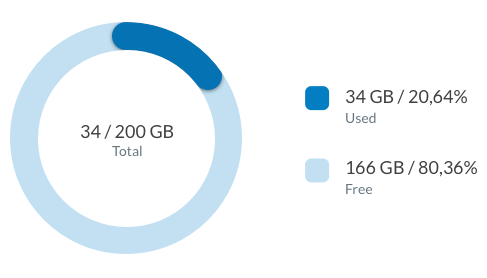 34 / 200 GB
Total
34 GB / 20,64%
Used
166 GB / 80,36%
Free